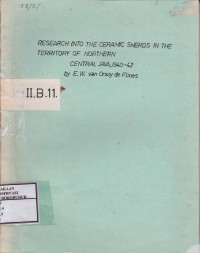 RESEARCH INTO THE CERAMIC SHERDS IN THE
TERRITORY OF NORTHERN
CENTRAL JAVA, 1940-42
by E. W. van Orsoy de Flines
II.B.11.